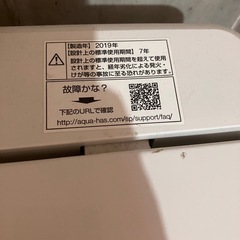 【製造年】2019年
【設計上の標準使用期間】7年
設計上の標準使用期間を超えて使用
されますと、経年劣化による発火・
けが等の事故に至る恐れがあります。
故障かな?
下記のURLで確認
http://aqua-has.com/sp/support/faq/